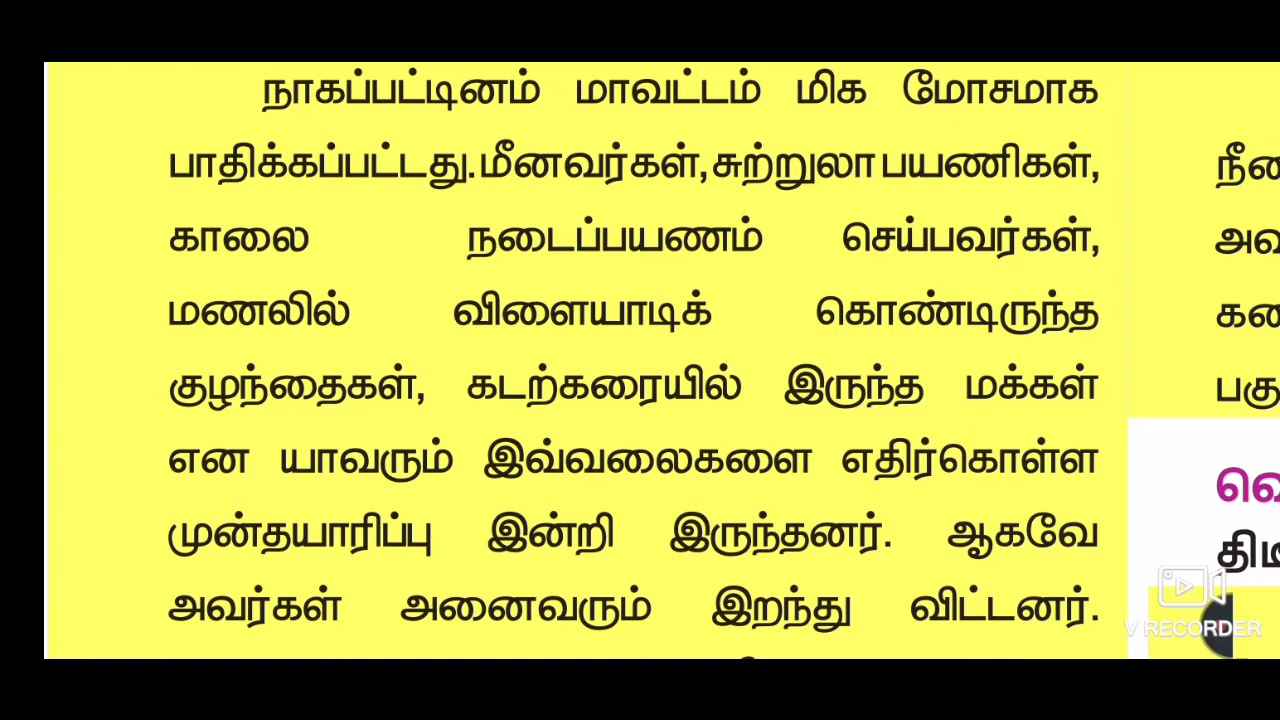 நாகப்பட்டினம் மாவட்டம் மிக மோசமாக
பாதிக்கப்பட்டது. மீனவர்கள், சுற்றுலா பயணிகள்,
காலை நடைப்பயணம் செய்பவர்கள்,
மணலில் விளையாடிக் கொண்டிருந்த
குழந்தைகள், கடற்கரையில் இருந்த மக்கள்
என யாவரும் இவ்வலைகளை எதிர்கொள்ள
முன்தயாரிப்பு இன்றி இருந்தனர். ஆகவே
அவர்கள் அனைவரும் இறந்து விட்டனர்.
V RECORDER